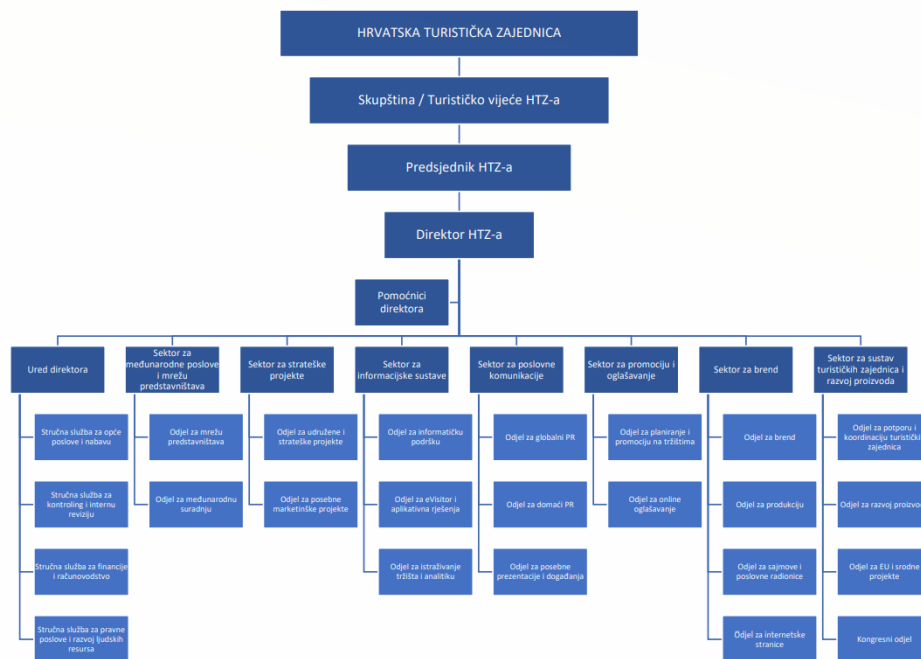 HRVATSKA TURISTIČKA ZAJEDNICA
Skupština / Turističko vijeće HTZ-a
Predsjednik HTZ-a
Direktor HTZ-a
Pomoćnici
direktora
Ured direktora
Sektor za
međunarodne poslove
i mrežu
predstavništava
Sektor za strateške
projekte
Sektor za
informacijske sustave
Sektor za poslovne
komunikacije
Sektor za promociju i
oglašavanje
Sektor za brend
Sektor za sustav
turističkih zajednica i
razvoj proizvoda
Stručna služba za opće
poslove i nabavu
Stručna služba za
kontroling i internu
reviziju
Stručna služba za financije
i računovodstvo
Stručna služba za pravne
poslove i razvoj ljudskih
resursa
Odjel za mrežu
predstavništava
Odjel za međunarodnu
suradnju
Odjel za udružene i
strateške projekte
Odjel za posebne
marketinške projekte
Odjel za informatičku
podršku
Odjel za eVisitor i
aplikativna rješenja
Odjel za istraživanje
tržišta i analitiku
Odjel za globalni PR
Odjel za domaći PR
Odjel za posebne
prezentacije i događanja
Odjel za planiranje i
promociju na tržištima
Odjel za online
oglašavanje
Odjel za brend
Odjel za produkciju
Odjel za sajmove i
poslovne radionice
Odjel za internetske
stranice
Odjel za potporu i
koordinaciju turistički
zajednica
Odjel za razvoj proizvod
Odjel za EU i srodne
projekte
Kongresni odjel